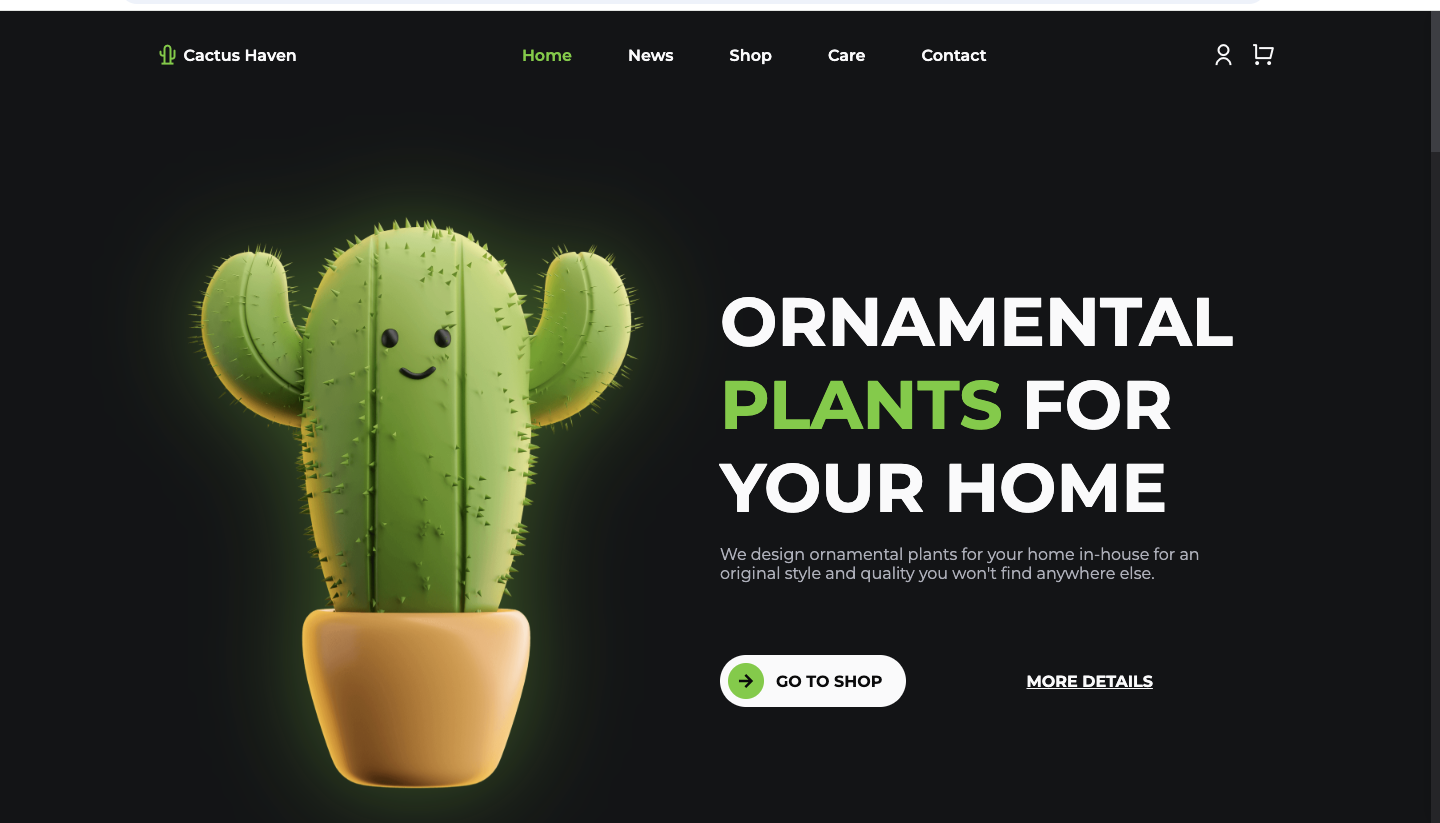 Cactus Haven
Home News Shop Care Contact
ORNAMENTAL
PLANTS FOR
YOUR HOME
We design ornamental plants for your home in-house for an
original style and quality you won't find anywhere else.
GO TO SHOP
MORE DETAILS